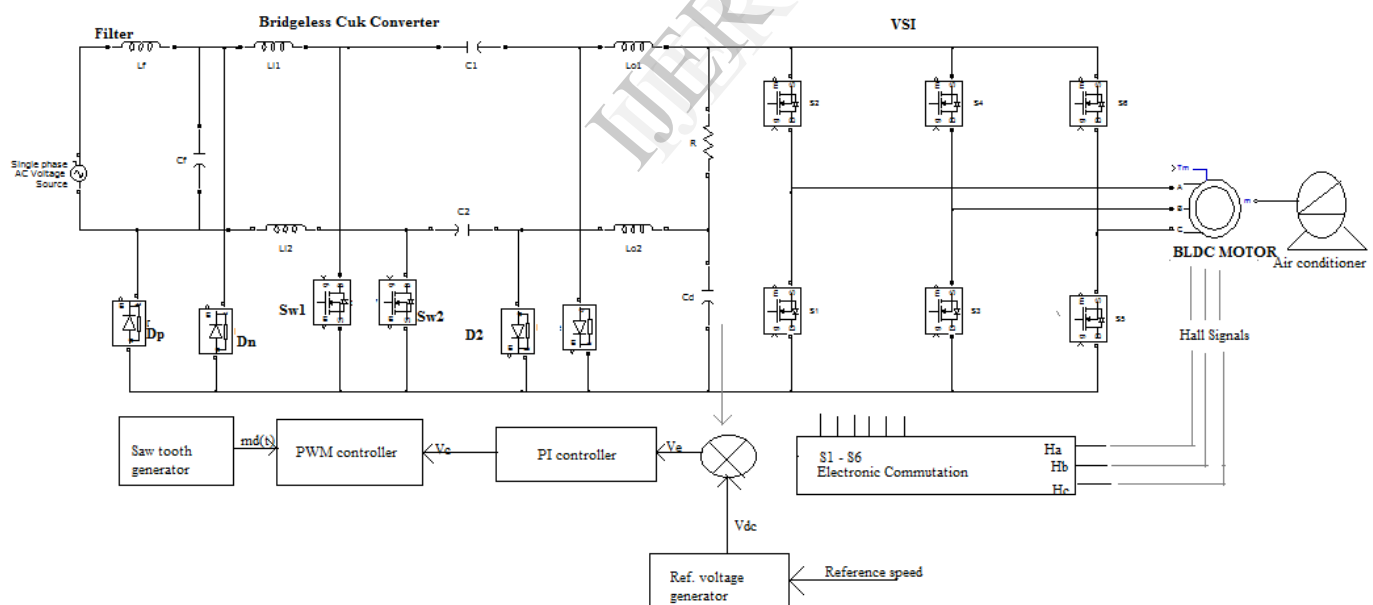 Bridgeless Cuk Converter
VSI
Filter
Lf
Ll1
C1
Lo1
IJER
S2
S4
S6
R
Cf
Single phase
AC Voltage
Source
Tm
A
B
C
m
C2
Ll2
Lo2
BLDC MOTOR
Air conditioner
Sw1
Sw2
Cd
S1
S3
S5
Dp
Dn
D2
Hall Signals
Saw tooth
generator
md(t)
PWM controller
Vc
PI controller
Ve
S1 - S6
Electronic Commutation
Ha
Hb
Hc
Vdc
Ref. voltage
generator
Reference speed